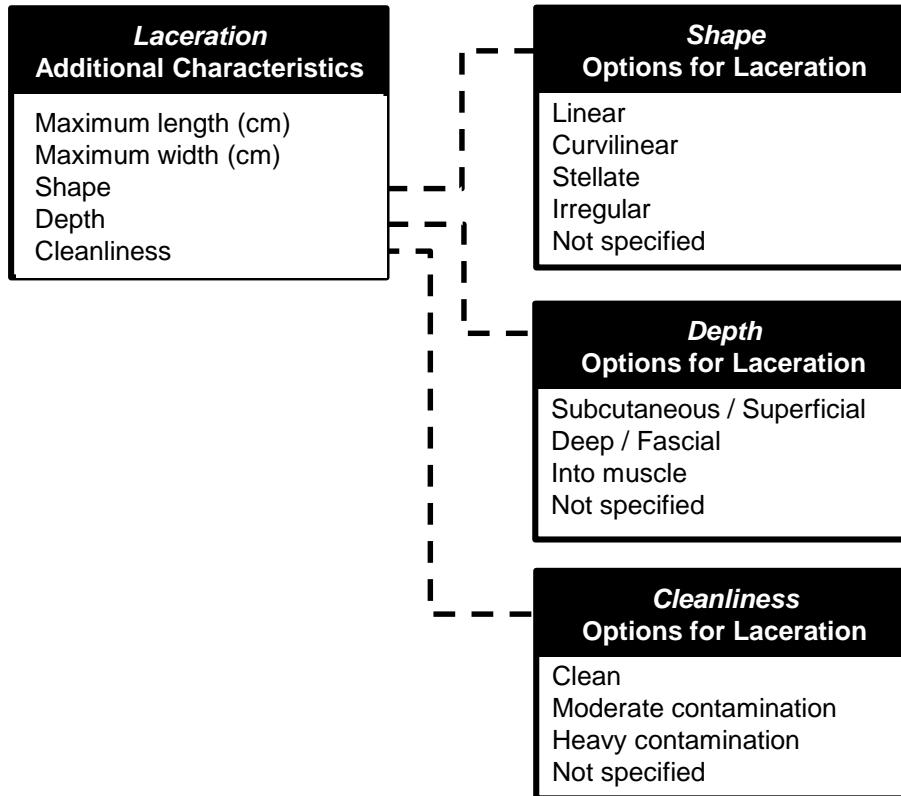 Laceration
Additional Characteristics
Maximum length (cm)
Maximum width (cm)
Shape
Depth
Cleanliness
Shape
Options for Laceration
Linear
Curvilinear
Stellate
Irregular
Not specified
Depth
Options for Laceration
Subcutaneous / Superficial
Deep / Fascial
Into muscle
Not specified
Cleanliness
Options for Laceration
Clean
Moderate contamination
Heavy contamination
Not specified